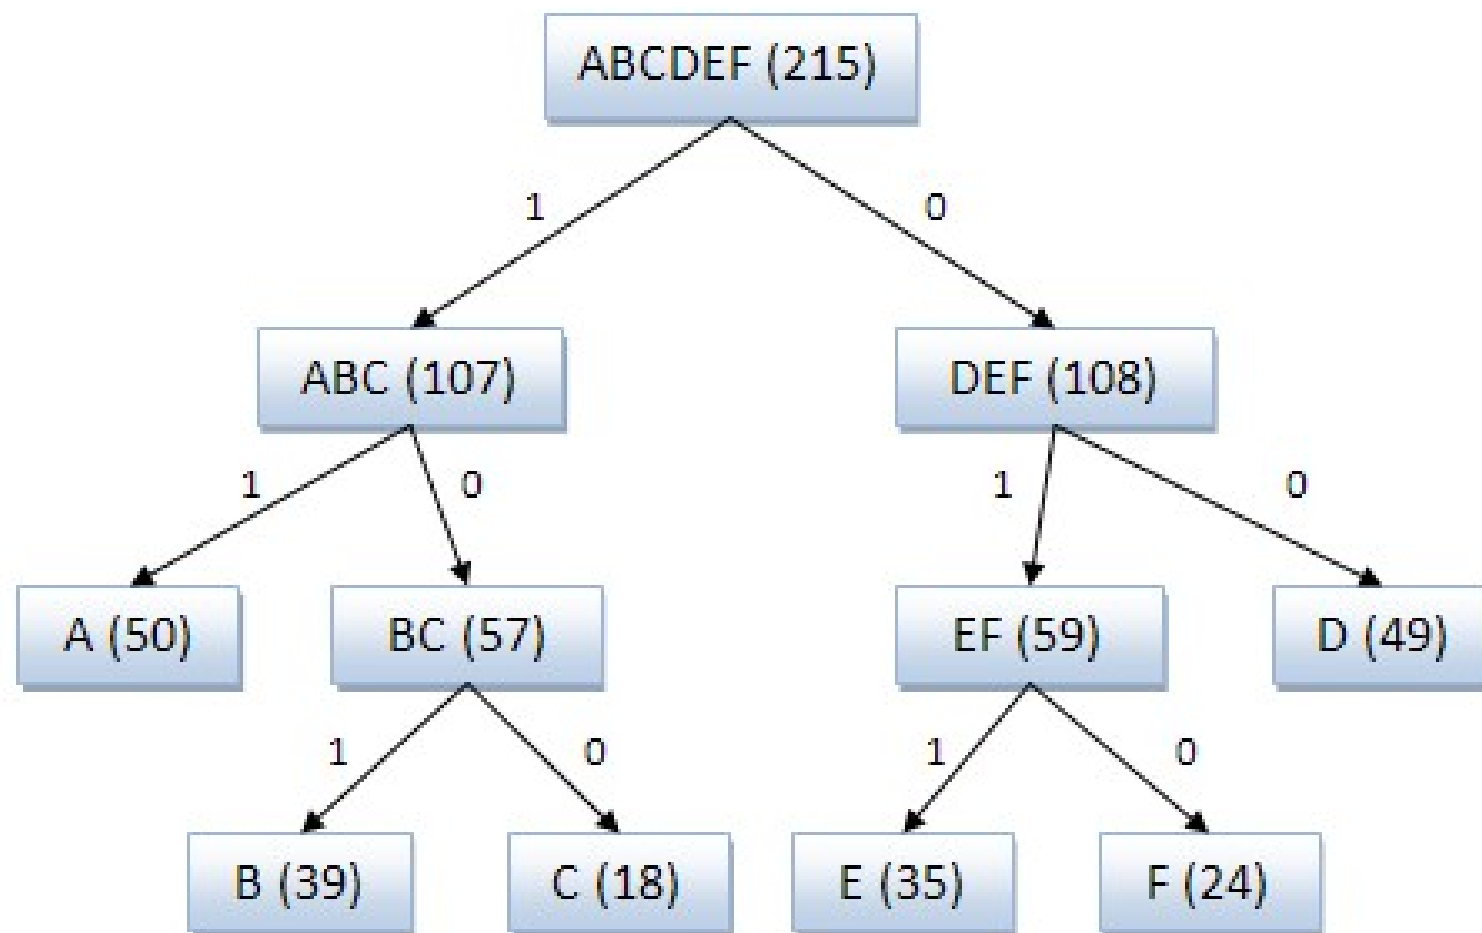 ABCDEF (215)
1 0
ABC (107) DEF (108)
1 0 1 0
A (50) BC (57) EF (59) D (49)
1 0 1 0
B (39) C (18) E (35) F (24)